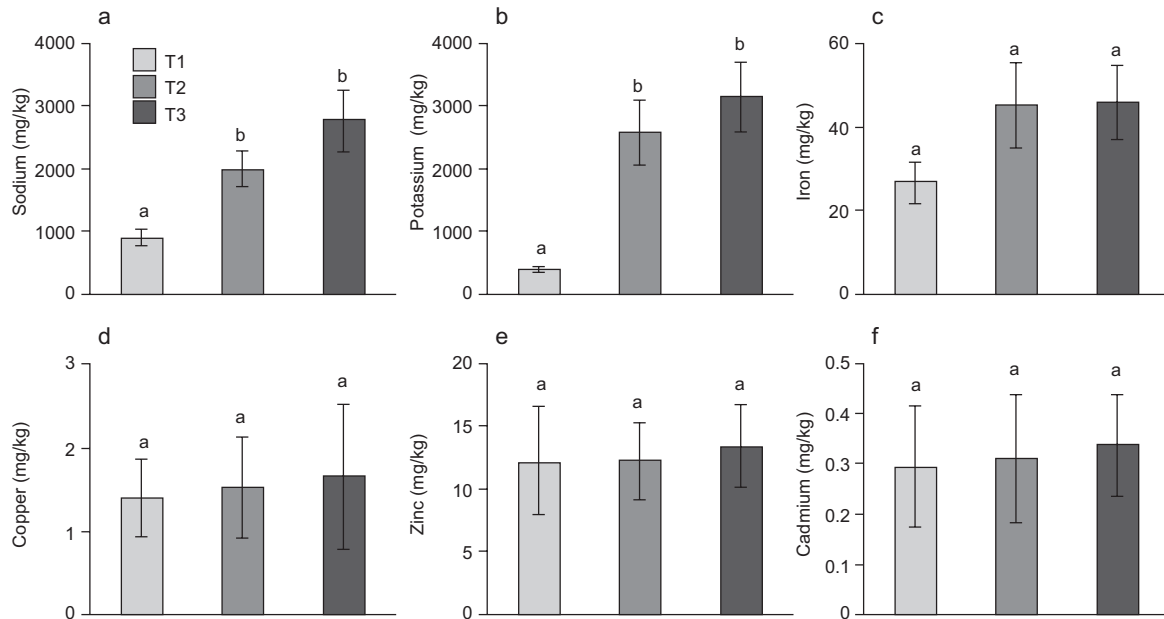 a
Sodium (mg/kg)
4000
3000
2000
1000
0
T1
T2
T3
a
b
b
b
Potassium (mg/kg)
4000
3000
2000
1000
0
a
b
b
c
Iron (mg/kg)
60
40
20
0
a
a
a
d
Copper (mg/kg)
3
2
1
0
a
a
a
e
Zinc (mg/kg)
20
15
10
5
0
a
a
a
f
Cadmium (mg/kg)
0.5
0.4
0.3
0.2
0.1
0
a
a
a